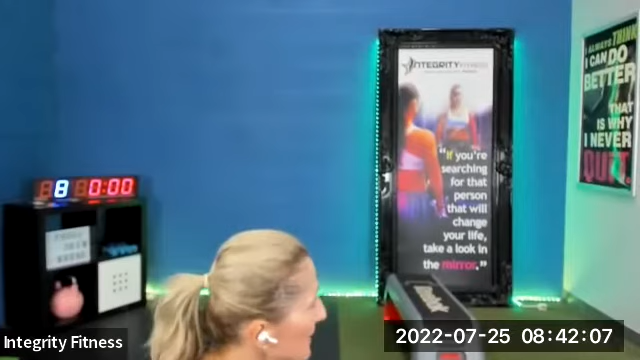 INTEGRITY FITNESS
"If you're
searching
for that
person
that will
change
your life,
take a look in
the mirror."
I ALWAYS THINK
I CAN DO
BETTER
THAT
IS WHY
I NEVER
QUIT.
8 0:00
Integrity Fitness
2022-07-25 08:42:07